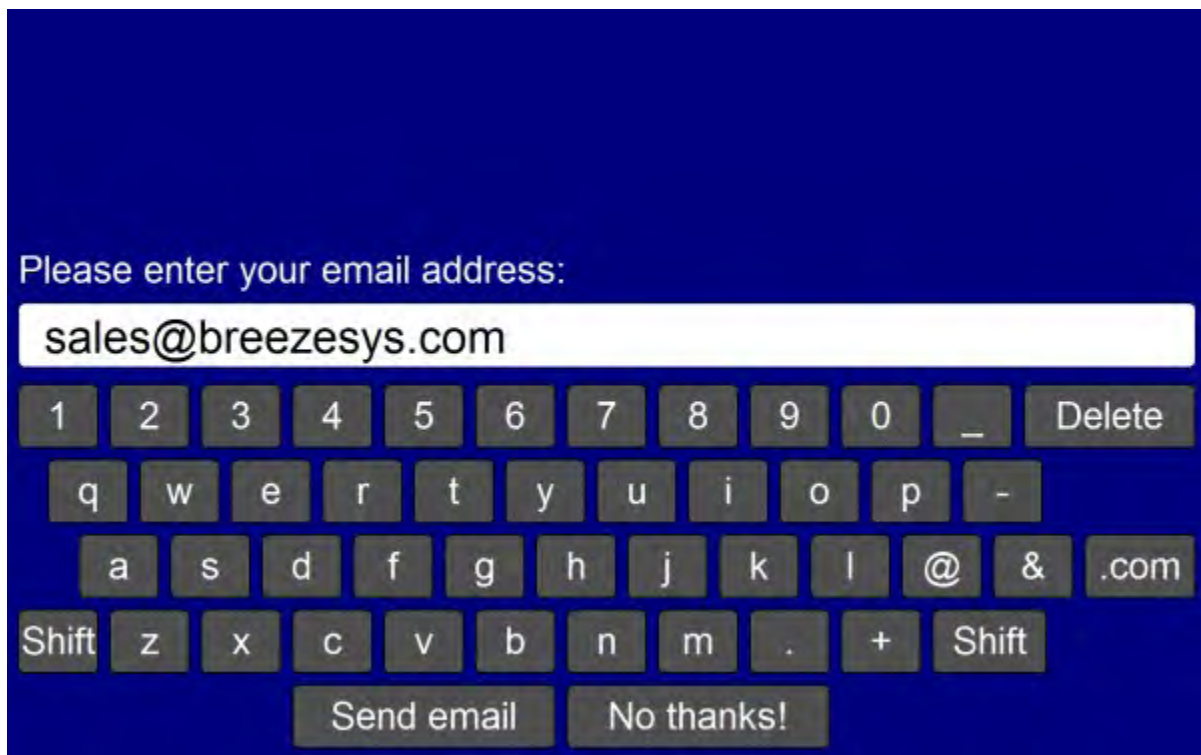 Please enter your email address:
sales@breezesys.com
1 2 3 4 5 6 7 8 9 0 _ Delete
q w e r t y u i o p -
a s d f g h j k l @ & .com
Shift z x c v b n m . + Shift
Send email No thanks!